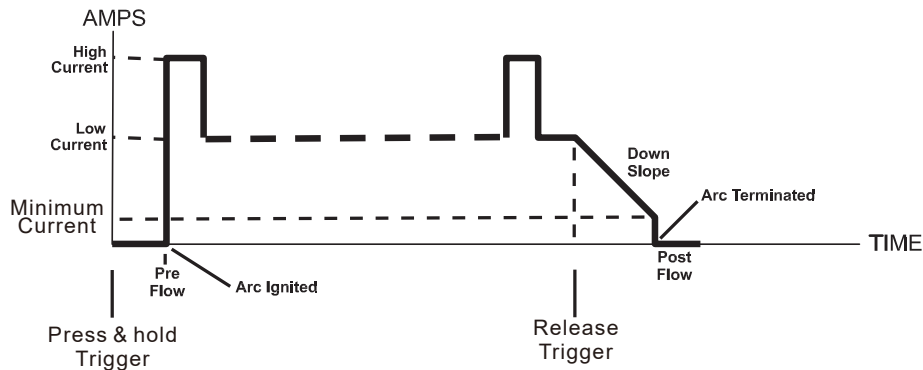 AMPS
High
Current
Low
Current
Down
Slope
Minimum
Current
Arc Terminated
TIME
Pre
Flow
Arc Ignited
Post
Flow
Press & hold
Trigger
Release
Trigger